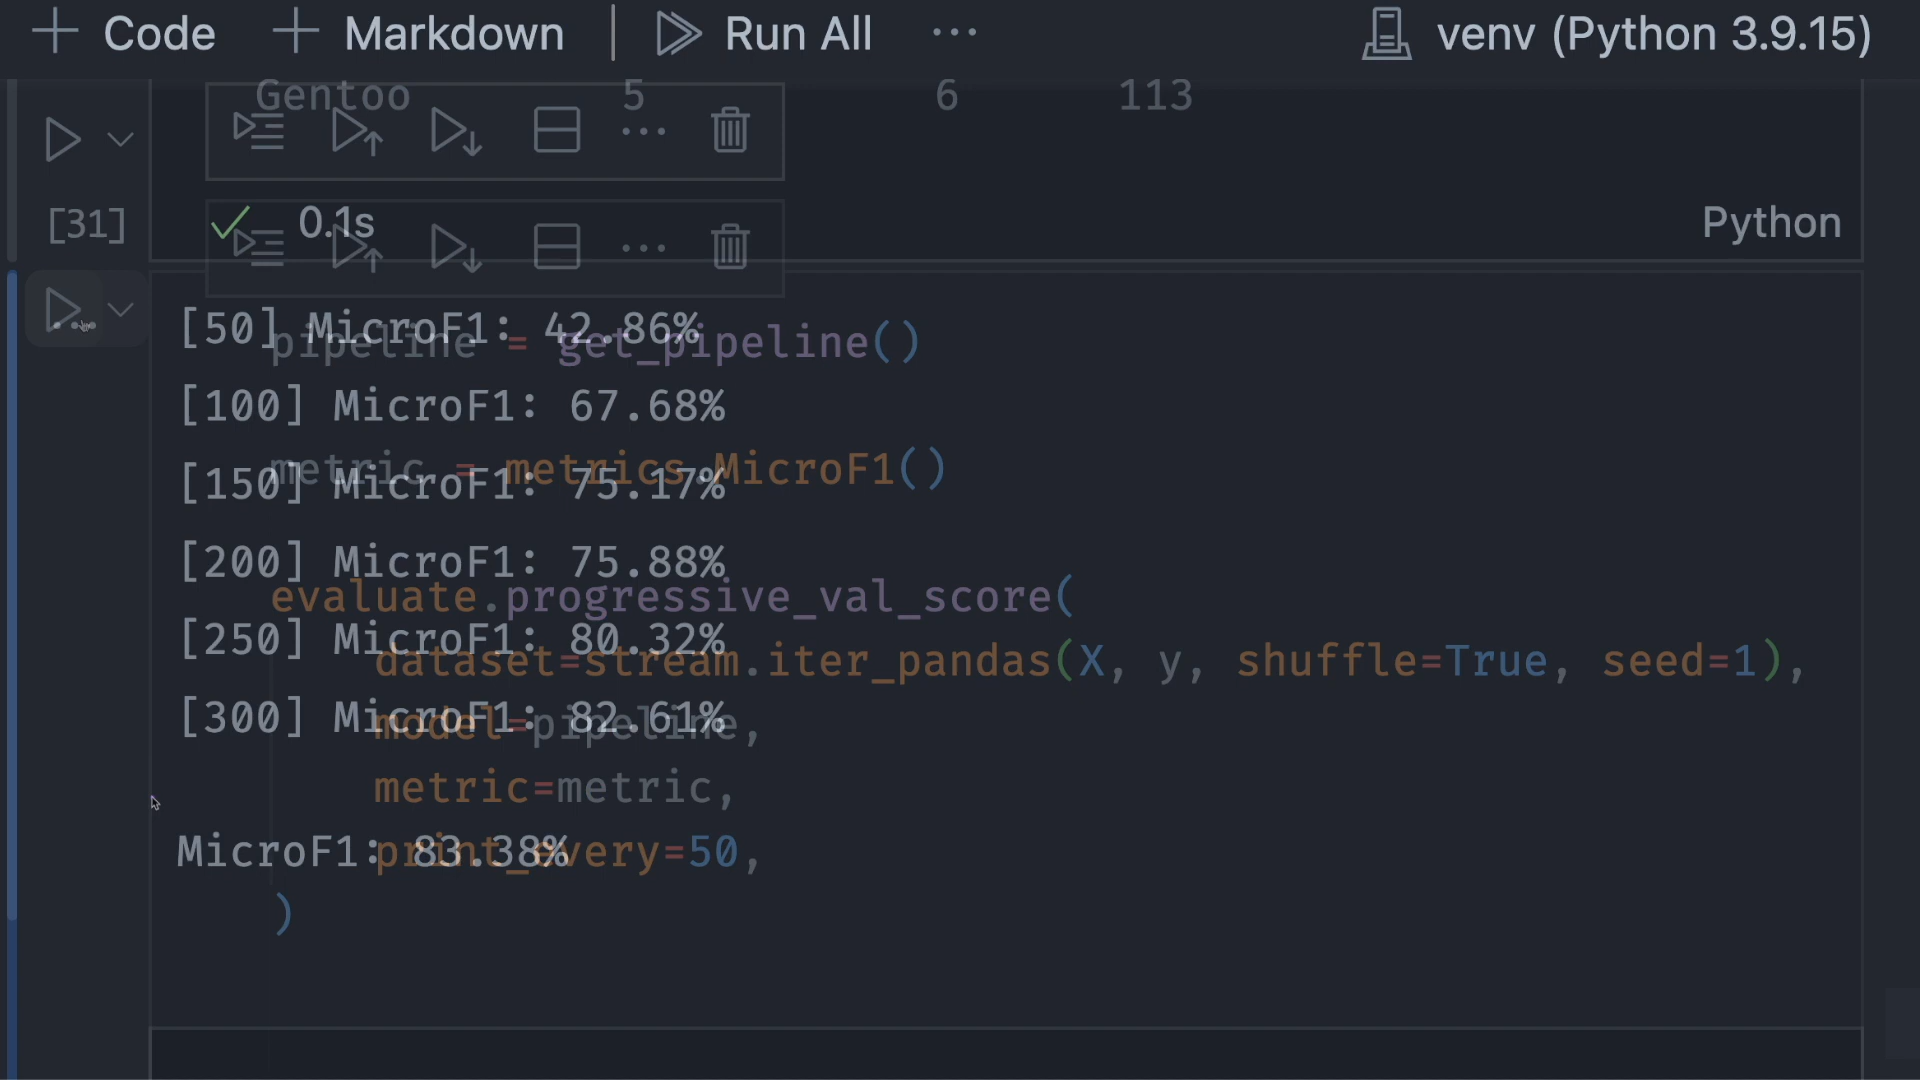 Code Markdown Run All ··· venv (Python 3.9.15)
Gentoo 5 6 113
[31] 0.1s Python
[50] MicroF1: 42.86%
pipeline = get_pipeline()
[100] MicroF1: 67.68%
metric = metrics.MicroF1()
[150] MicroF1: 75.17%
[200] MicroF1: 75.88%
evaluate.progressive_val_score(
[250] MicroF1: 80.32%
dataset=stream.iter_pandas(X, y, shuffle=True, seed=1),
[300] MicroF1: 82.61%
model=pipeline,
metric=metric,
MicroF1: 83.38%
print_every=50,
)